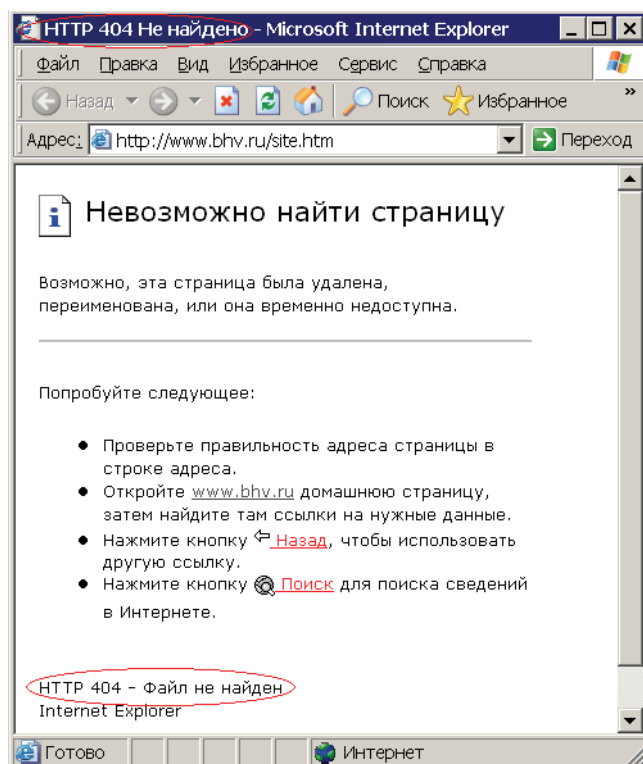 HTTP 404 Не найдено - Microsoft Internet Explorer
Файл Правка Вид Избранное Сервис Справка
Назад Поиск Избранное »
Адрес: http://www.bhv.ru/site.htm Переход
Невозможно найти страницу
Возможно, эта страница была удалена,
переименована, или она временно недоступна.
Попробуйте следующее:
● Проверьте правильность адреса страницы в
строке адреса.
● Откройте www.bhv.ru домашнюю страницу,
затем найдите там ссылки на нужные данные.
● Нажмите кнопку Назад, чтобы использовать
другую ссылку.
● Нажмите кнопку Поиск для поиска сведений
в Интернете.
HTTP 404 – Файл не найден
Internet Explorer
Готово Интернет